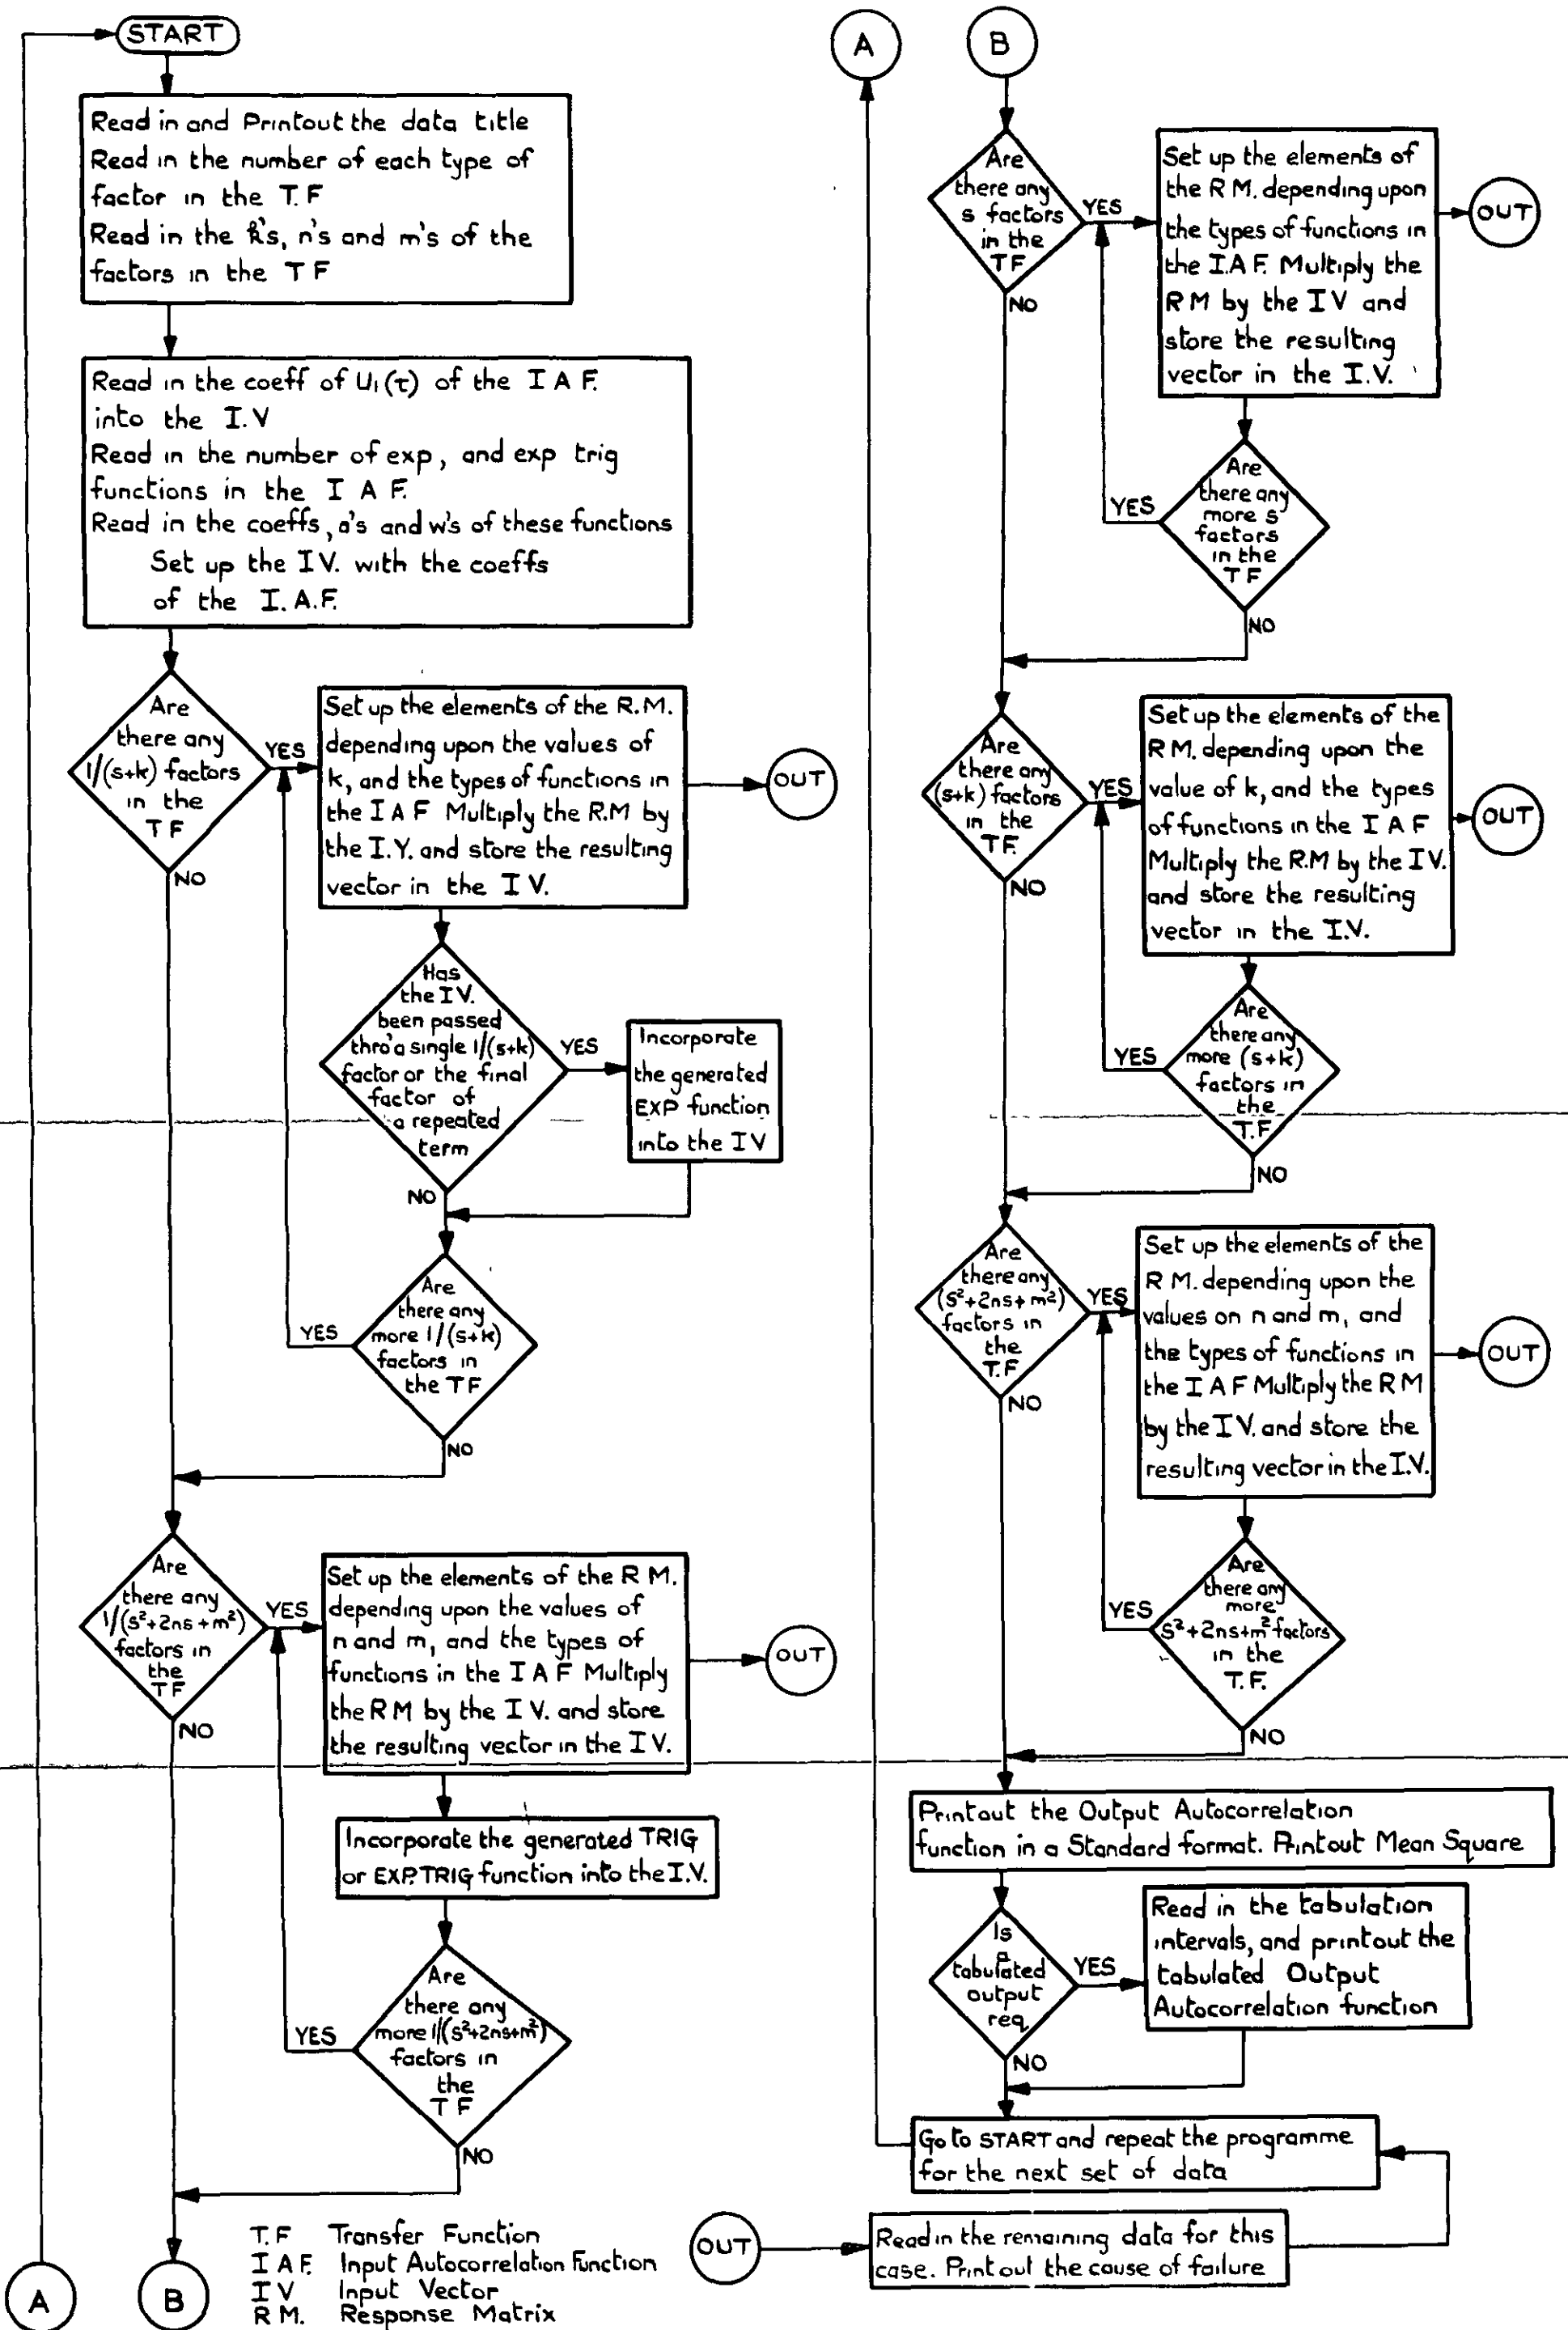 START
Read in and Printout the data title
Read in the number of each type of
factor in the T.F
Read in the k's, n's and m's of the
factors in the T F
Read in the coeff of U₁(τ) of the I A F.
into the I.V
Read in the number of exp, and exp trig
functions in the I A F.
Read in the coeffs, a's and w's of these functions
Set up the IV. with the coeffs
of the I.A.F.
Are
there any
1/(s+k) factors
in the
T F
YES
NO
Set up the elements of the R.M.
depending upon the values of
k, and the types of functions in
the I A F Multiply the R.M by
the I.Y. and store the resulting
vector in the I V.
OUT
Has
the IV.
been passed
thro'a single 1/(s+k)
factor or the final
factor of
a repeated
term
YES
NO
Incorporate
the generated
EXP function
into the IV
Are
there any
more 1/(s+k)
factors in
the TF
YES
NO
Are
there any
1/(s²+2ns+m²)
factors in
the
TF
YES
NO
Set up the elements of the R M.
depending upon the values of
n and m, and the types of
functions in the I A F Multiply
the R M by the I V. and store
the resulting vector in the I V.
OUT
Incorporate the generated TRIG
or EXP.TRIG function into the I.V.
Are
there any
more 1/(s²+2ns+m²)
factors in
the
T F
YES
NO
A
B
T.F Transfer Function
I A F. Input Autocorrelation Function
I V Input Vector
R M. Response Matrix
A
B
Are
there any
s factors
in the
TF
YES
NO
Set up the elements of
the R M. depending upon
the types of functions in
the I.A.F. Multiply the
R M by the I V and
store the resulting
vector in the I.V.
OUT
Are
there any
more s
factors
in the
T F
YES
NO
Are
there any
(s+k) factors
in the
TF.
YES
NO
Set up the elements of the
R M. depending upon the
value of k, and the types
of functions in the I A F
Multiply the R.M by the IV.
and store the resulting
vector in the I.V.
OUT
Are
there any
more (s+k)
factors in
the
T.F
YES
NO
Are
there any
(S²+2ns+m²)
factors in
the
T.F
YES
NO
Set up the elements of the
R M. depending upon the
values on n and m, and
the types of functions in
the I A F Multiply the R M
by the I V. and store the
resulting vector in the I.V.
OUT
Are
there any
more
S²+2ns+m² factors
in the
T.F.
YES
NO
Printout the Output Autocorrelation
function in a Standard format. Printout Mean Square
Is
a
tabulated
output
req
YES
NO
Read in the tabulation
intervals, and printout the
tabulated Output
Autocorrelation function
Go to START and repeat the programme
for the next set of data
OUT
Read in the remaining data for this
case. Print out the cause of failure